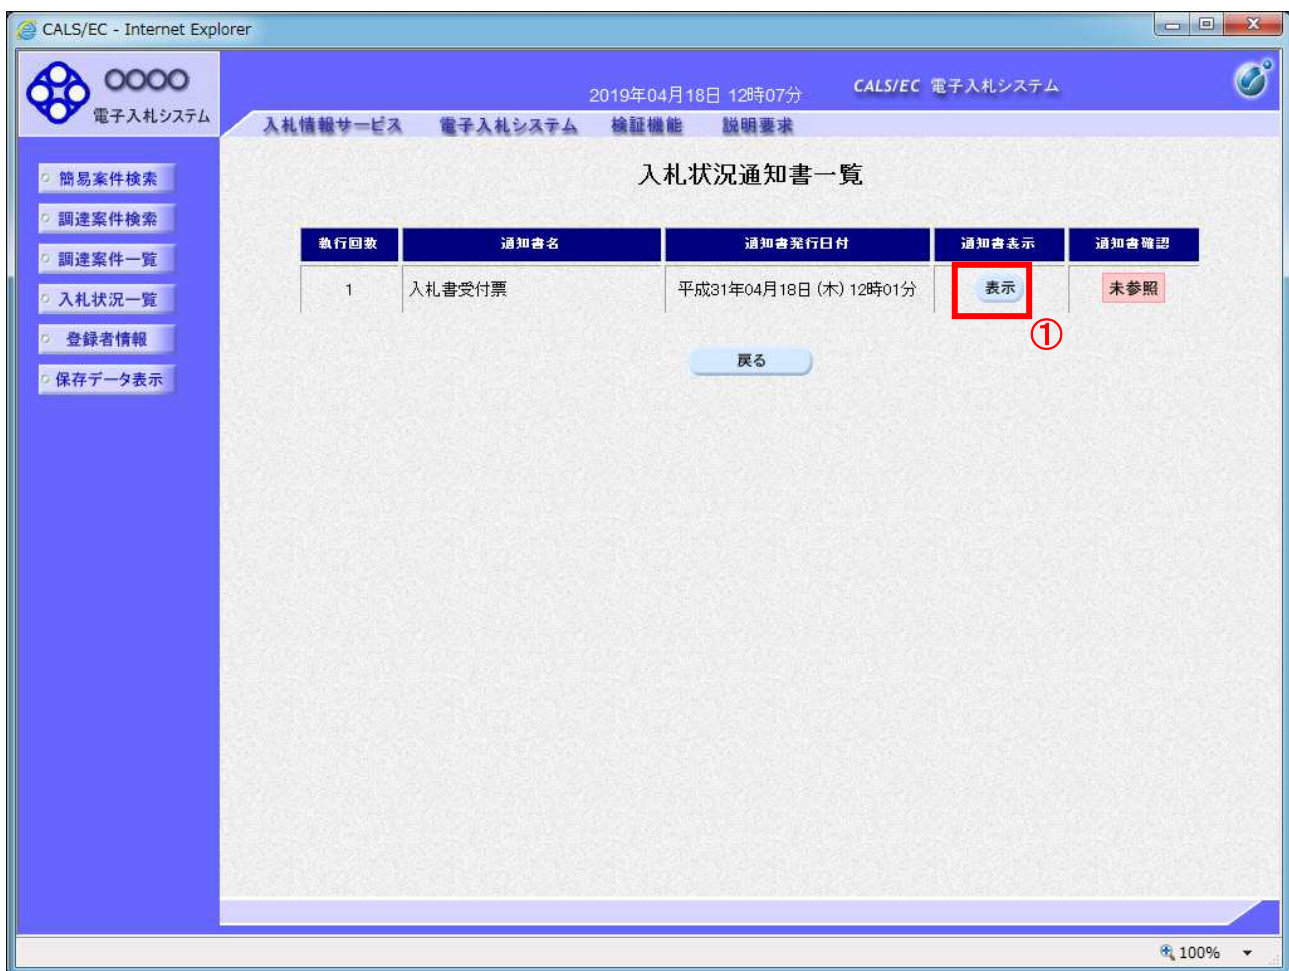 CALS/EC - Internet Explorer
OOOO
電子入札システム
2019年04月18日 12時07分
CALS/EC 電子入札システム
入札情報サービス 電子入札システム 検証機能 説明要求
簡易案件検索
調達案件検索
調達案件一覧
入札状況一覧
登録者情報
保存データ表示
入札状況通知書一覧
執行回数 通知書名 通知書発行日付 通知書表示 通知書確認
1 入札書受付票 平成31年04月18日 (木) 12時01分 表示 未参照
①
戻る
100%